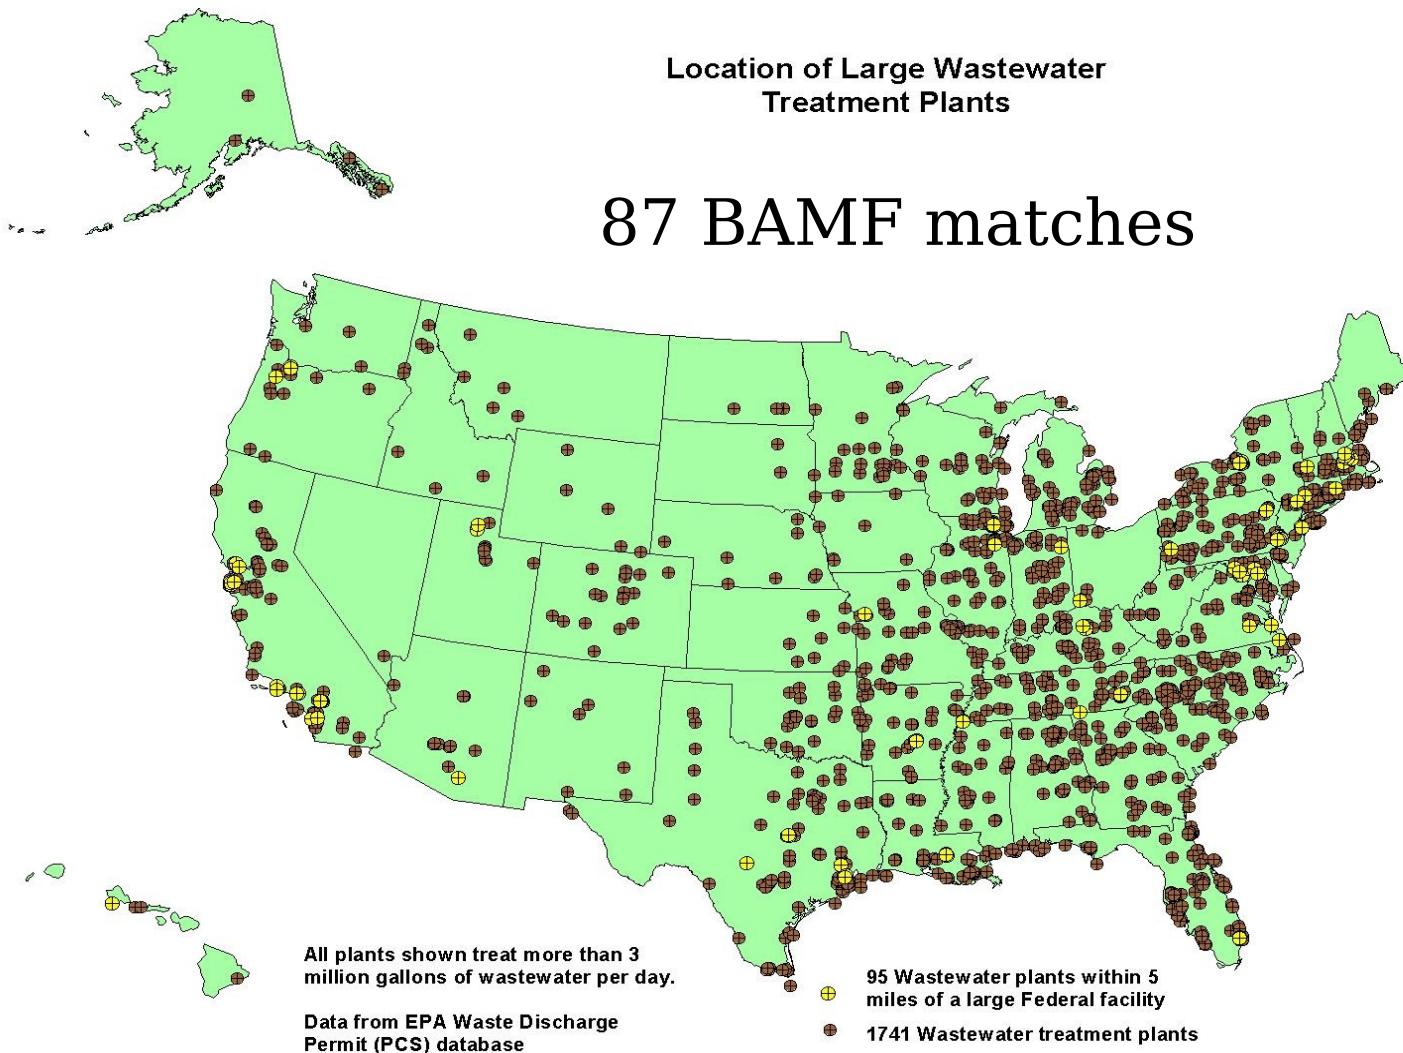 Location of Large Wastewater
Treatment Plants
87 BAMF matches
All plants shown treat more than 3
million gallons of wastewater per day.
Data from EPA Waste Discharge
Permit (PCS) database
95 Wastewater plants within 5
miles of a large Federal facility
1741 Wastewater treatment plants